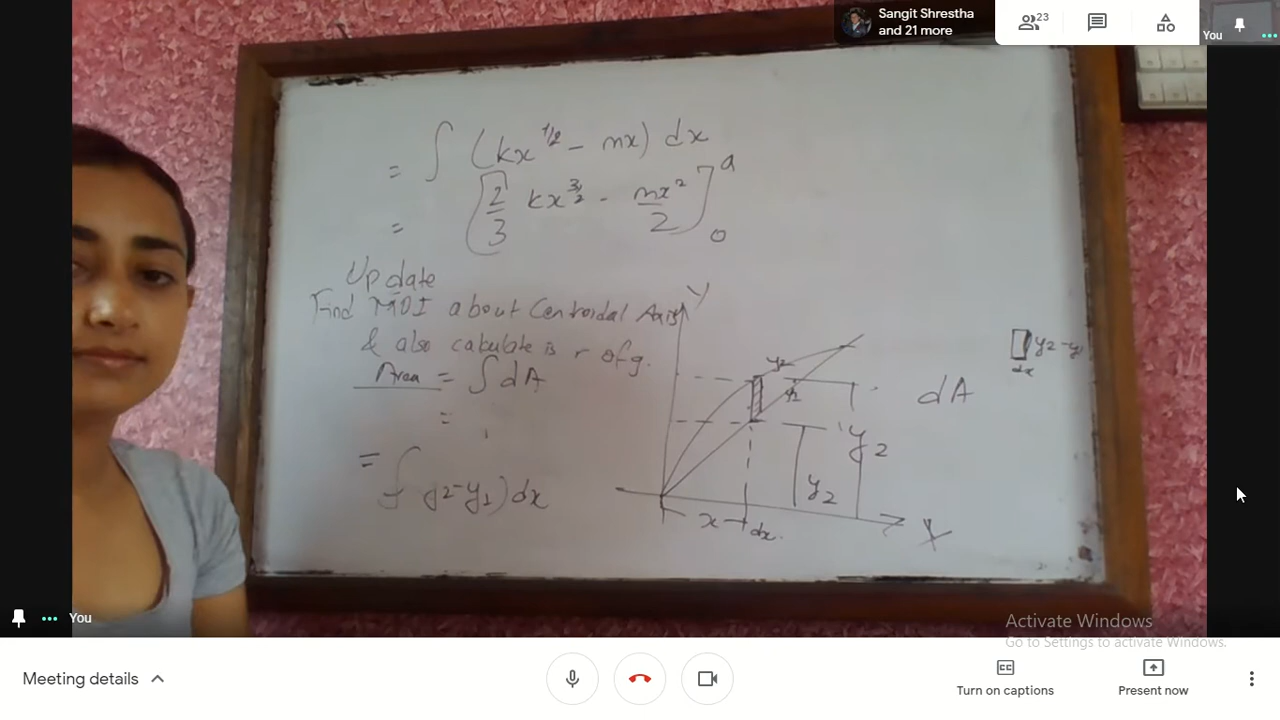 Sangit Shrestha
and 21 more
23
You
= ∫ (kx^1/2 - mx) dx
= [2/3 kx^3/2 - mx²/2]₀^a
Update
Find MOI about Centroidal Axis
& also calculate is r of g.
Area = ∫ dA
=
= ∫ y2-y1) dx
Y
y2
y2-y
dx
dA
y2
y2
x
dx
X
You
Activate Windows
Go to Settings to activate Windows.
Meeting details
Turn on captions
Present now